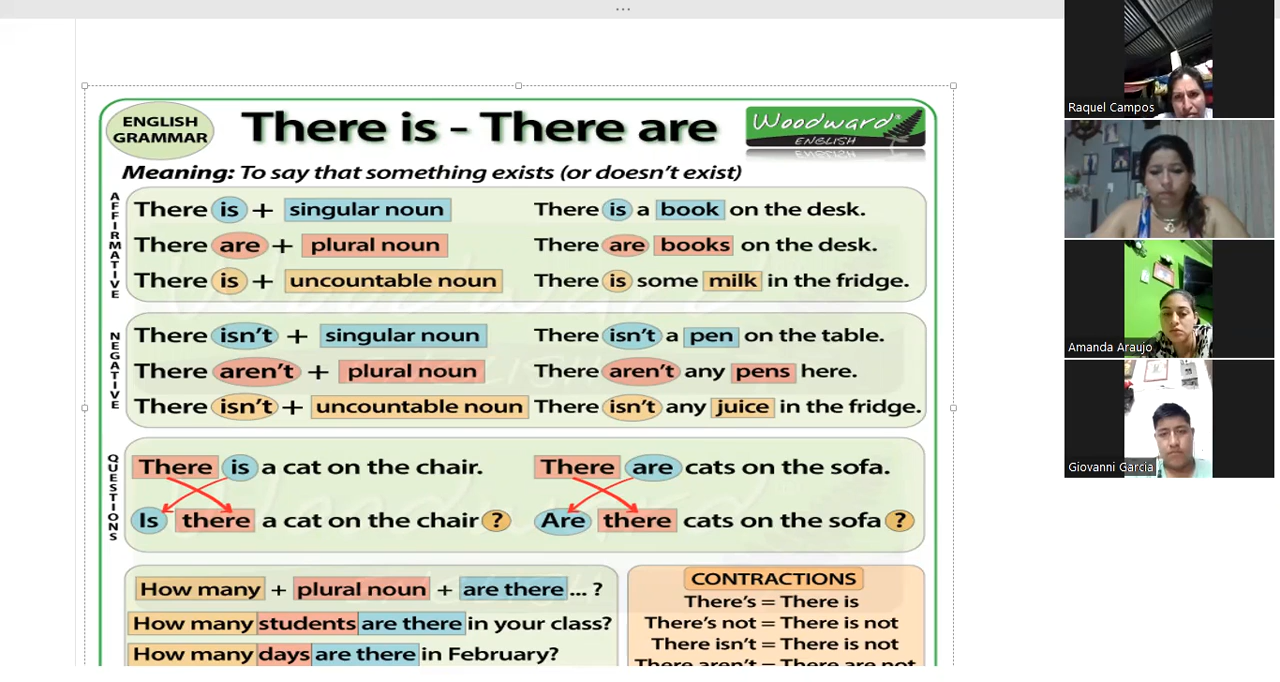 ...
ENGLISH
GRAMMAR
There is - There are
Woodward®
ENGLISH
Meaning: To say that something exists (or doesn't exist)
AFFIRMATIVE
There is + singular noun There is a book on the desk.
There are + plural noun There are books on the desk.
There is + uncountable noun There is some milk in the fridge.
NEGATIVE
There isn't + singular noun There isn't a pen on the table.
There aren't + plural noun There aren't any pens here.
There isn't + uncountable noun There isn't any juice in the fridge.
QUESTIONS
There is a cat on the chair. There are cats on the sofa.
Is there a cat on the chair ? Are there cats on the sofa ?
How many + plural noun + are there ... ?
How many students are there in your class?
How many days are there in February?
CONTRACTIONS
There's = There is
There's not = There is not
There isn't = There is not
There aren't = There are not
Raquel Campos
Amanda Araujo
Giovanni Garcia